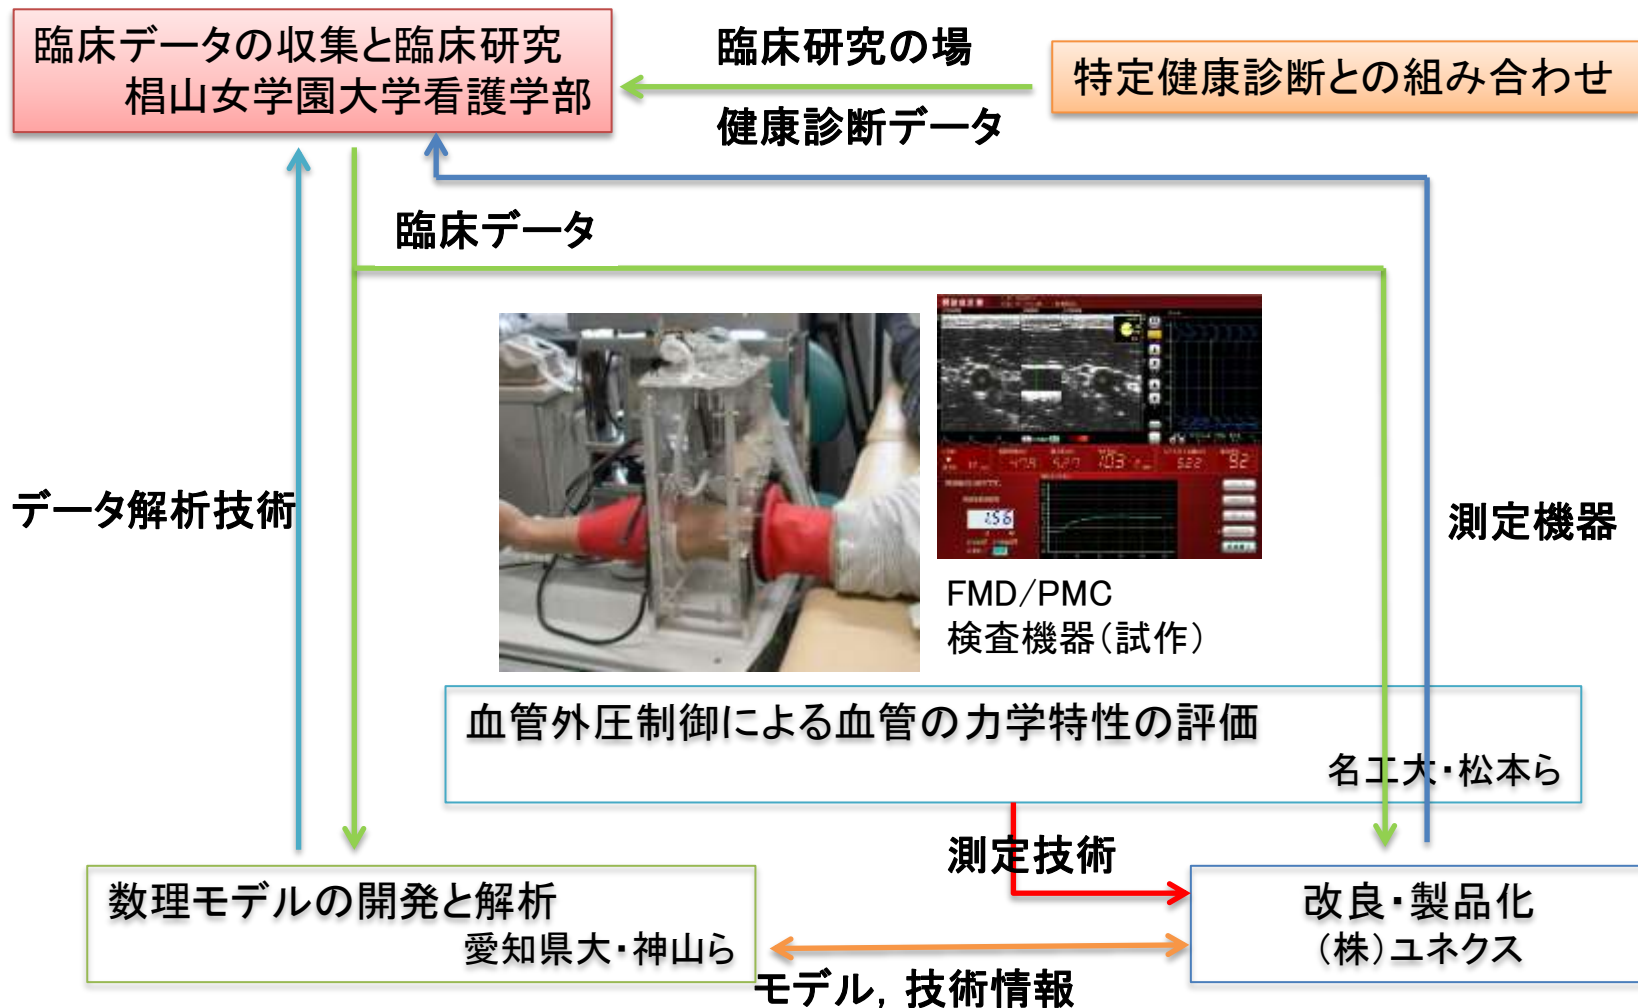 臨床データの収集と臨床研究
椙山女学園大学看護学部
臨床研究の場
健康診断データ
特定健康診断との組み合わせ
臨床データ
データ解析技術
測定機器
1.56
FMD/PMC
検査機器(試作)
血管外圧制御による血管の力学特性の評価
名工大・松本ら
測定技術
数理モデルの開発と解析
愛知県大・神山ら
改良・製品化
(株)ユネクス
モデル, 技術情報